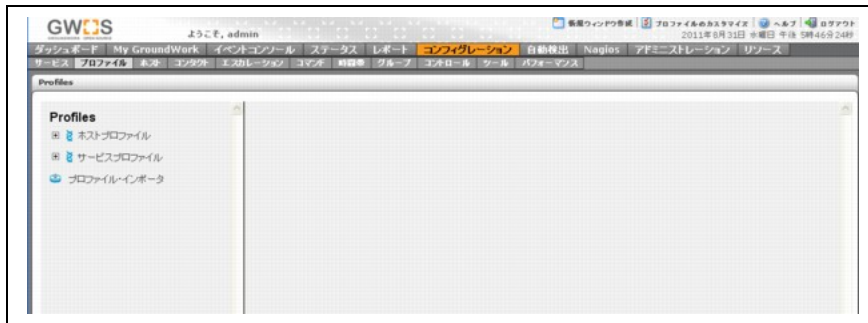 GWOS
ようこそ, admin
新規ウィンドウ作成 プロファイルのカスタマイズ ヘルプ ログアウト
2011年8月31日 水曜日 午後 5時46分24秒
ダッシュボード My GroundWork イベントコンソール ステータス レポート コンフィグレーション 自動検出 Nagios アドミニストレーション リソース
サービス プロファイル ホスト コンタクト エスカレーション コマンド 時間帯 グループ コントロール ツール パフォーマンス
Profiles
Profiles
ホストプロファイル
サービスプロファイル
プロファイル・インポータ